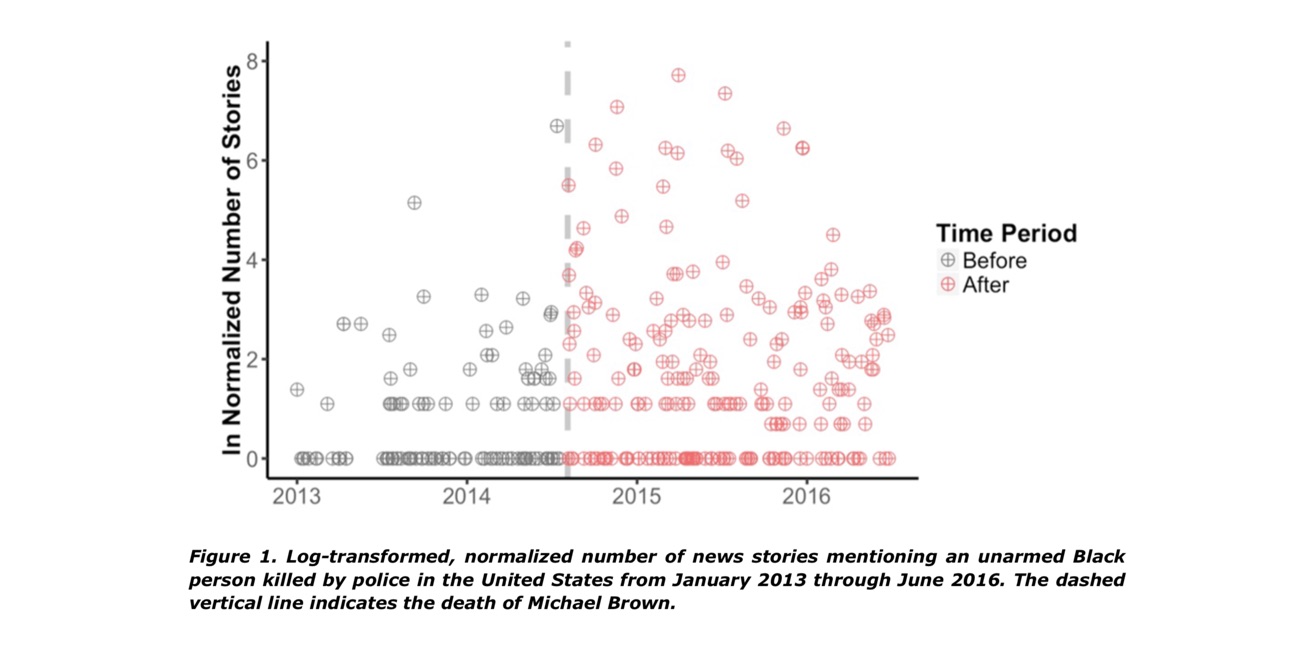 ln Normalized Number of Stories
8
6
4
2
0
2013 2014 2015 2016
Time Period
Before
After
Figure 1. Log-transformed, normalized number of news stories mentioning an unarmed Black
person killed by police in the United States from January 2013 through June 2016. The dashed
vertical line indicates the death of Michael Brown.